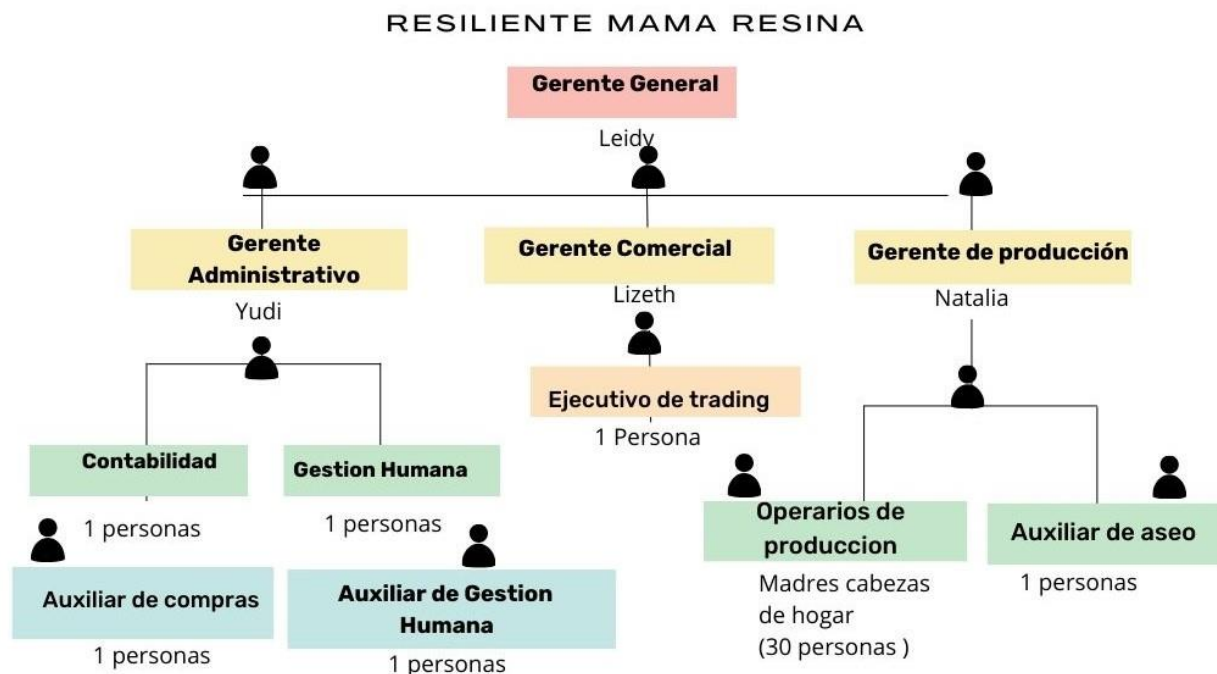 RESILIENTE MAMA RESINA
Gerente General
Leidy
Gerente
Administrativo
Yudi
Gerente Comercial
Lizeth
Gerente de producción
Natalia
Ejecutivo de trading
1 Persona
Contabilidad
1 personas
Gestion Humana
1 personas
Auxiliar de compras
1 personas
Auxiliar de Gestion
Humana
1 personas
Operarios de
produccion
Madres cabezas
de hogar
(30 personas )
Auxiliar de aseo
1 personas